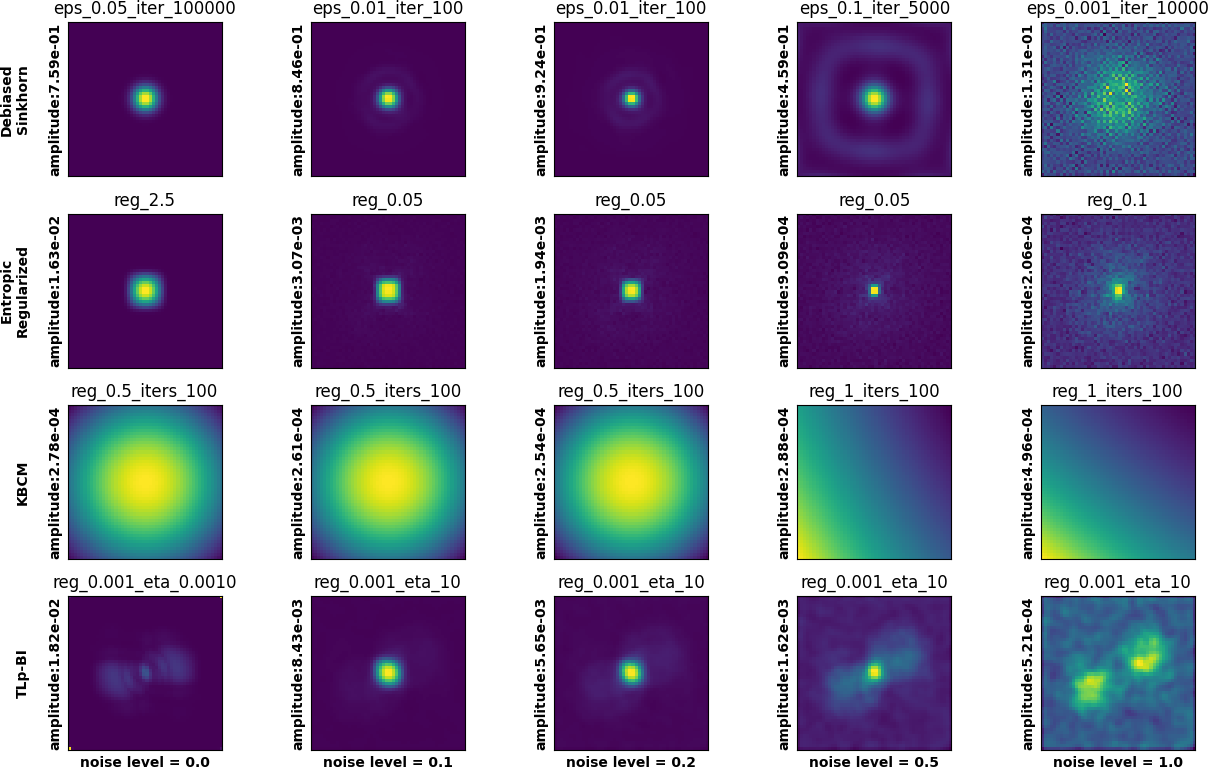 eps_0.05_iter_100000
eps_0.01_iter_100
eps_0.01_iter_100
eps_0.1_iter_5000
eps_0.001_iter_10000
Debiased
Sinkhorn
amplitude:7.59e-01
amplitude:8.46e-01
amplitude:9.24e-01
amplitude:4.59e-01
amplitude:1.31e-01
reg_2.5
reg_0.05
reg_0.05
reg_0.05
reg_0.1
Entropic
Regularized
amplitude:1.63e-02
amplitude:3.07e-03
amplitude:1.94e-03
amplitude:9.09e-04
amplitude:2.06e-04
reg_0.5_iters_100
reg_0.5_iters_100
reg_0.5_iters_100
reg_1_iters_100
reg_1_iters_100
KBCM
amplitude:2.78e-04
amplitude:2.61e-04
amplitude:2.54e-04
amplitude:2.88e-04
amplitude:4.96e-04
reg_0.001_eta_0.0010
reg_0.001_eta_10
reg_0.001_eta_10
reg_0.001_eta_10
reg_0.001_eta_10
TLp-BI
amplitude:1.82e-02
amplitude:8.43e-03
amplitude:5.65e-03
amplitude:1.62e-03
amplitude:5.21e-04
noise level = 0.0
noise level = 0.1
noise level = 0.2
noise level = 0.5
noise level = 1.0